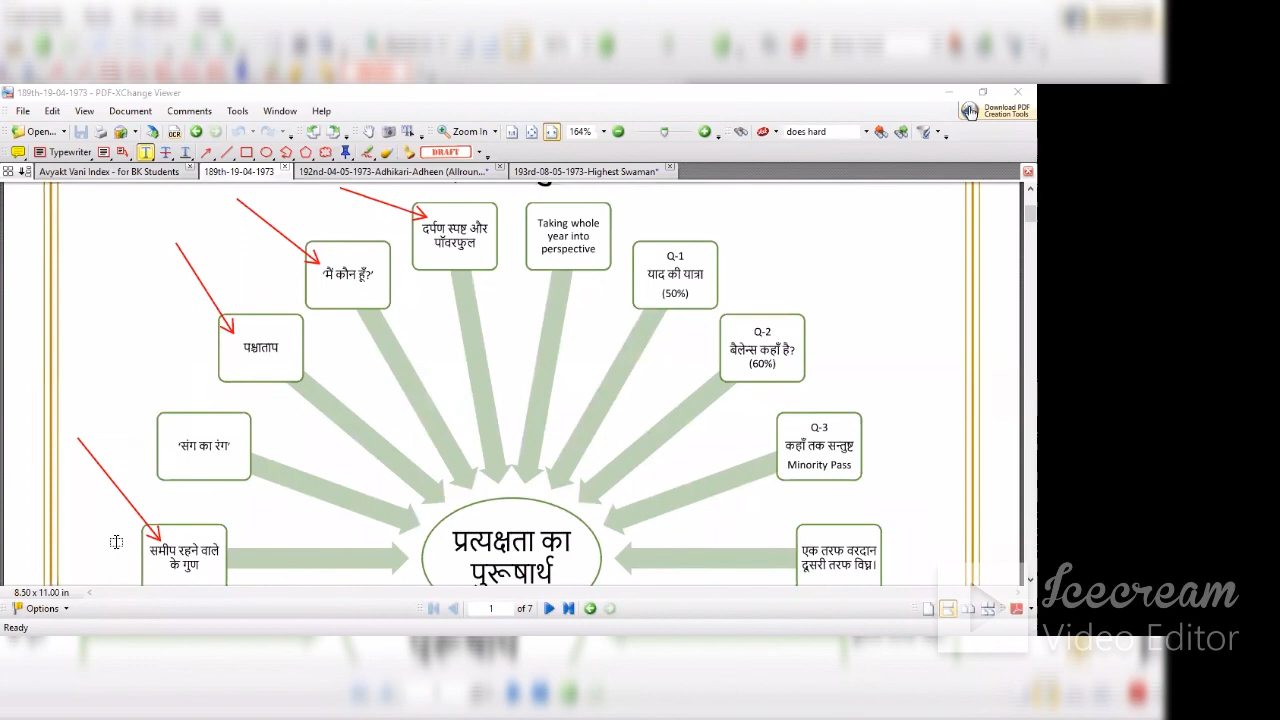 189th-19-04-1973 - PDF-XChange Viewer
File Edit View Document Comments Tools Window Help
Download PDF
Creation Tools
Open...
OCR
Zoom In
164%
does hard
Typewriter
DRAFT
Avyakt Vani Index - for BK Students
189th-19-04-1973
192nd-04-05-1973-Adhikari-Adheen (Allroun..."
193rd-08-05-1973-Highest Swaman"
दर्पण स्पष्ट और
पॉवरफुल
Taking whole
year into
perspective
'मैं कौन हूँ?'
Q-1
याद की यात्रा
(50%)
पश्चाताप
Q-2
बैलेन्स कहाँ है?
(60%)
'संग का रंग'
Q-3
कहाँ तक सन्तुष्ट
Minority Pass
समीप रहने वाले
के गुण
प्रत्यक्षता का
पुरूषार्थ
एक तरफ वरदान
दूसरी तरफ विघ्न।
8.50 x 11.00 in
Options
1 of 7
Ready
Icecream
Video Editor